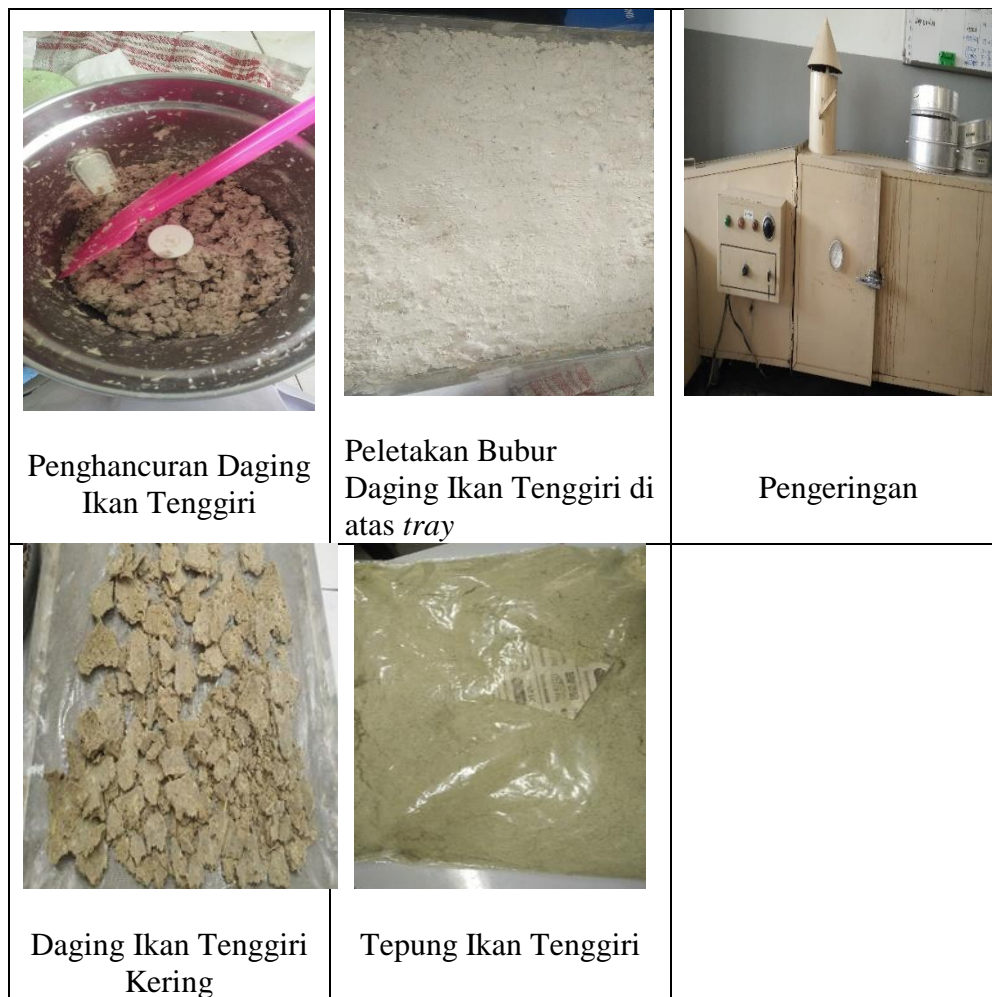 Penghancuran Daging
Ikan Tenggiri
Peletakan Bubur
Daging Ikan Tenggiri di
atas tray
Pengeringan
Daging Ikan Tenggiri
Kering
Tepung Ikan Tenggiri